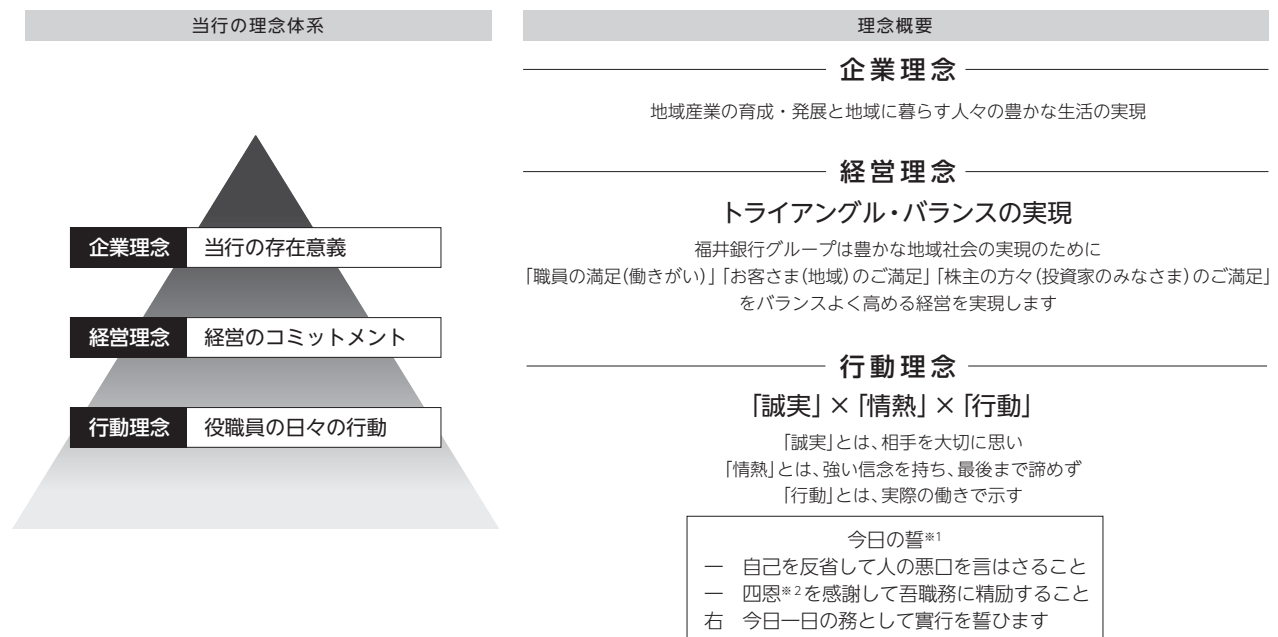 当行の理念体系
企業理念 当行の存在意義
経営理念 経営のコミットメント
行動理念 役職員の日々の行動
理念概要
企業理念
地域産業の育成・発展と地域に暮らす人々の豊かな生活の実現
経営理念
トライアングル・バランスの実現
福井銀行グループは豊かな地域社会の実現のために
「職員の満足(働きがい)」「お客さま(地域)のご満足」「株主の方々(投資家のみなさま)のご満足」
をバランスよく高める経営を実現します
行動理念
「誠実」×「情熱」×「行動」
「誠実」とは、相手を大切に思い
「情熱」とは、強い信念を持ち、最後まで諦めず
「行動」とは、実際の働きで示す
今日の誓※1
一 自己を反省して人の悪口を言はさること
一 四恩※2を感謝して吾職務に精励すること
右 今日一日の務として實行を誓ひます